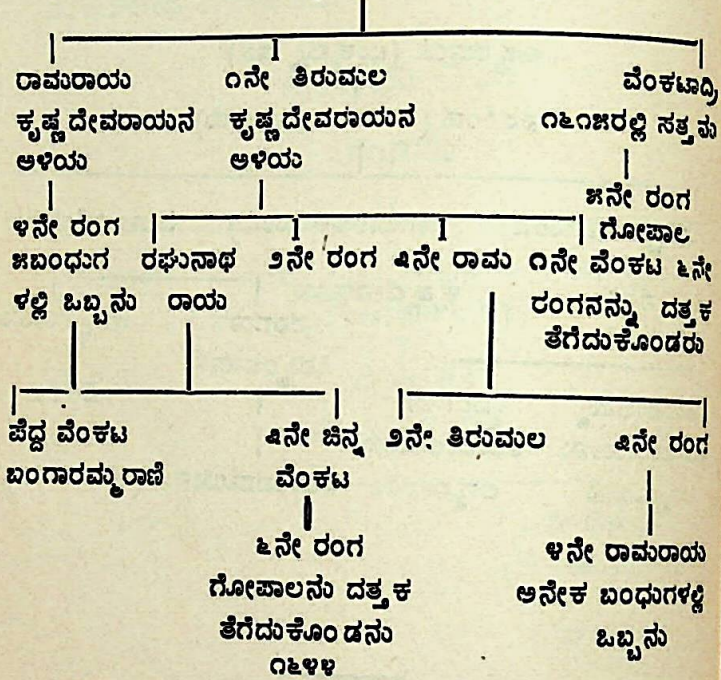 ರಾಮರಾಯ ೧ನೇ ತಿರುಮಲ ವೆಂಕಟಾದ್ರಿ
ಕೃಷ್ಣದೇವರಾಯನ ಕೃಷ್ಣದೇವರಾಯನ ೧೬೧೫ರಲ್ಲಿ ಸತ್ತನು
ಅಳಿಯ ಅಳಿಯ
೫ನೇ ರಂಗ
೪ನೇ ರಂಗ ಗೋಪಾಲ
೫ಬಂಧುಗ ರಘುನಾಥ ೨ನೇ ರಂಗ ೩ನೇ ರಾಮ ೧ನೇ ವೆಂಕಟ ೬ನೇ
ಳಲ್ಲಿ ಒಬ್ಬನು ರಾಯ ರಂಗನನ್ನು ದತ್ತಕ
ತೆಗೆದುಕೊಂಡರು
ಪೆದ್ದ ವೆಂಕಟ ೩ನೇ ಚಿನ್ನ ೨ನೇ ತಿರುಮಲ ೩ನೇ ರಂಗ
ಬಂಗಾರಮ್ಮರಾಣಿ ವೆಂಕಟ
೬ನೇ ರಂಗ ೪ನೇ ರಾಮರಾಯ
ಗೋಪಾಲನು ದತ್ತಕ ಅನೇಕ ಬಂಧುಗಳಲ್ಲಿ
ತೆಗೆದುಕೊಂಡನು ಒಬ್ಬನು
೧೬೪೪